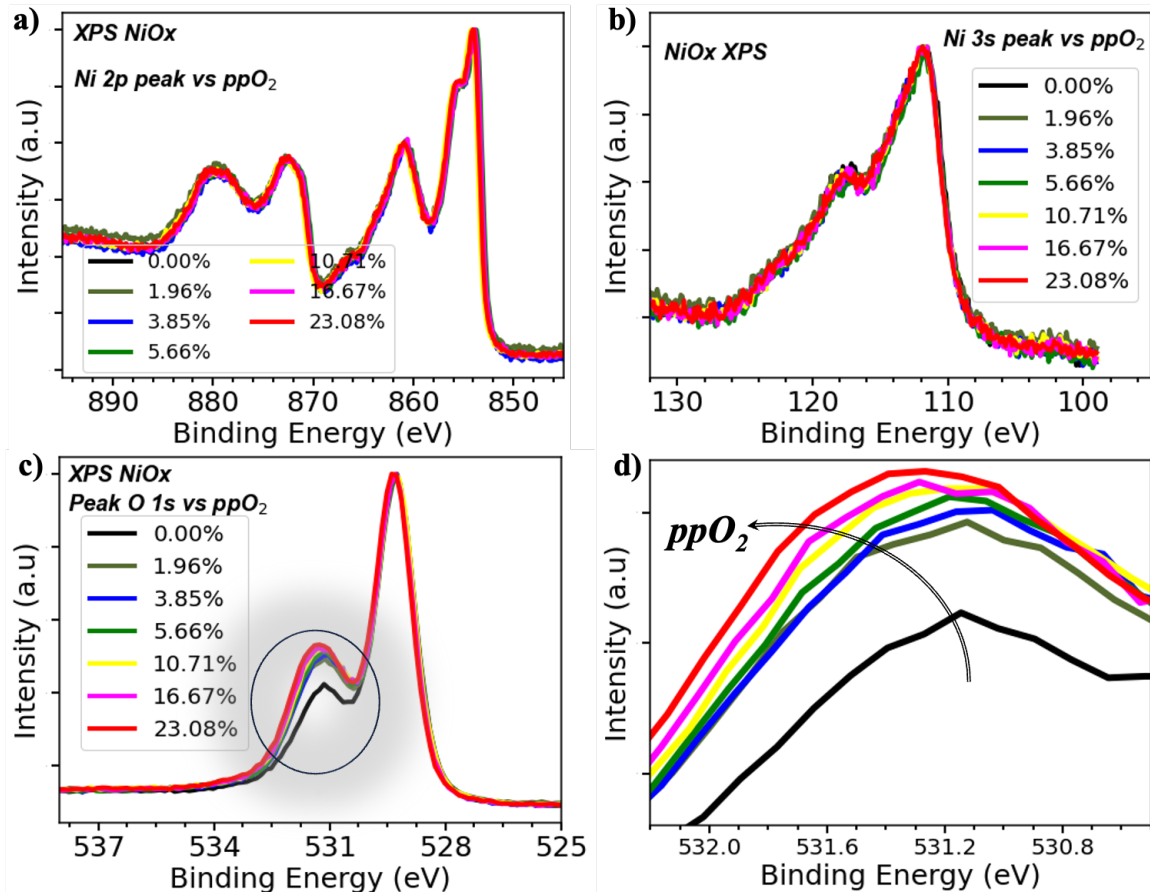 a)
XPS NiOx
Ni 2p peak vs ppO₂
Intensity (a.u)
0.00%
1.96%
3.85%
5.66%
10.71%
16.67%
23.08%
890
880
870
860
850
Binding Energy (eV)
b)
NiOx XPS
Ni 3s peak vs ppO₂
Intensity (a.u)
0.00%
1.96%
3.85%
5.66%
10.71%
16.67%
23.08%
130
120
110
100
Binding Energy (eV)
c)
XPS NiOx
Peak O 1s vs ppO₂
Intensity (a.u)
0.00%
1.96%
3.85%
5.66%
10.71%
16.67%
23.08%
537
534
531
528
525
Binding Energy (eV)
d)
ppO₂
Intensity (a.u)
532.0
531.6
531.2
530.8
Binding Energy (eV)